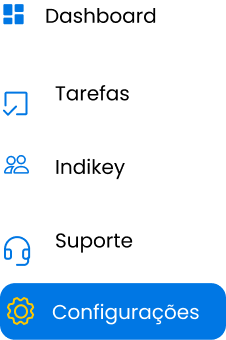 Dashboard
Tarefas
Indikey
Suporte
Configurações